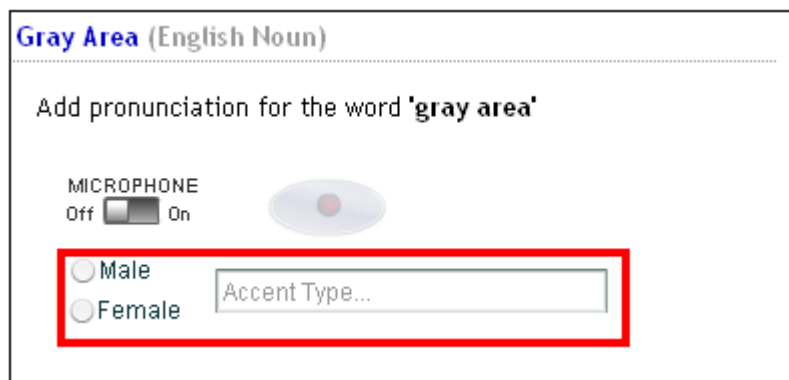 Gray Area (English Noun)
Add pronunciation for the word 'gray area'
MICROPHONE
Off On
Male
Accent Type...
Female